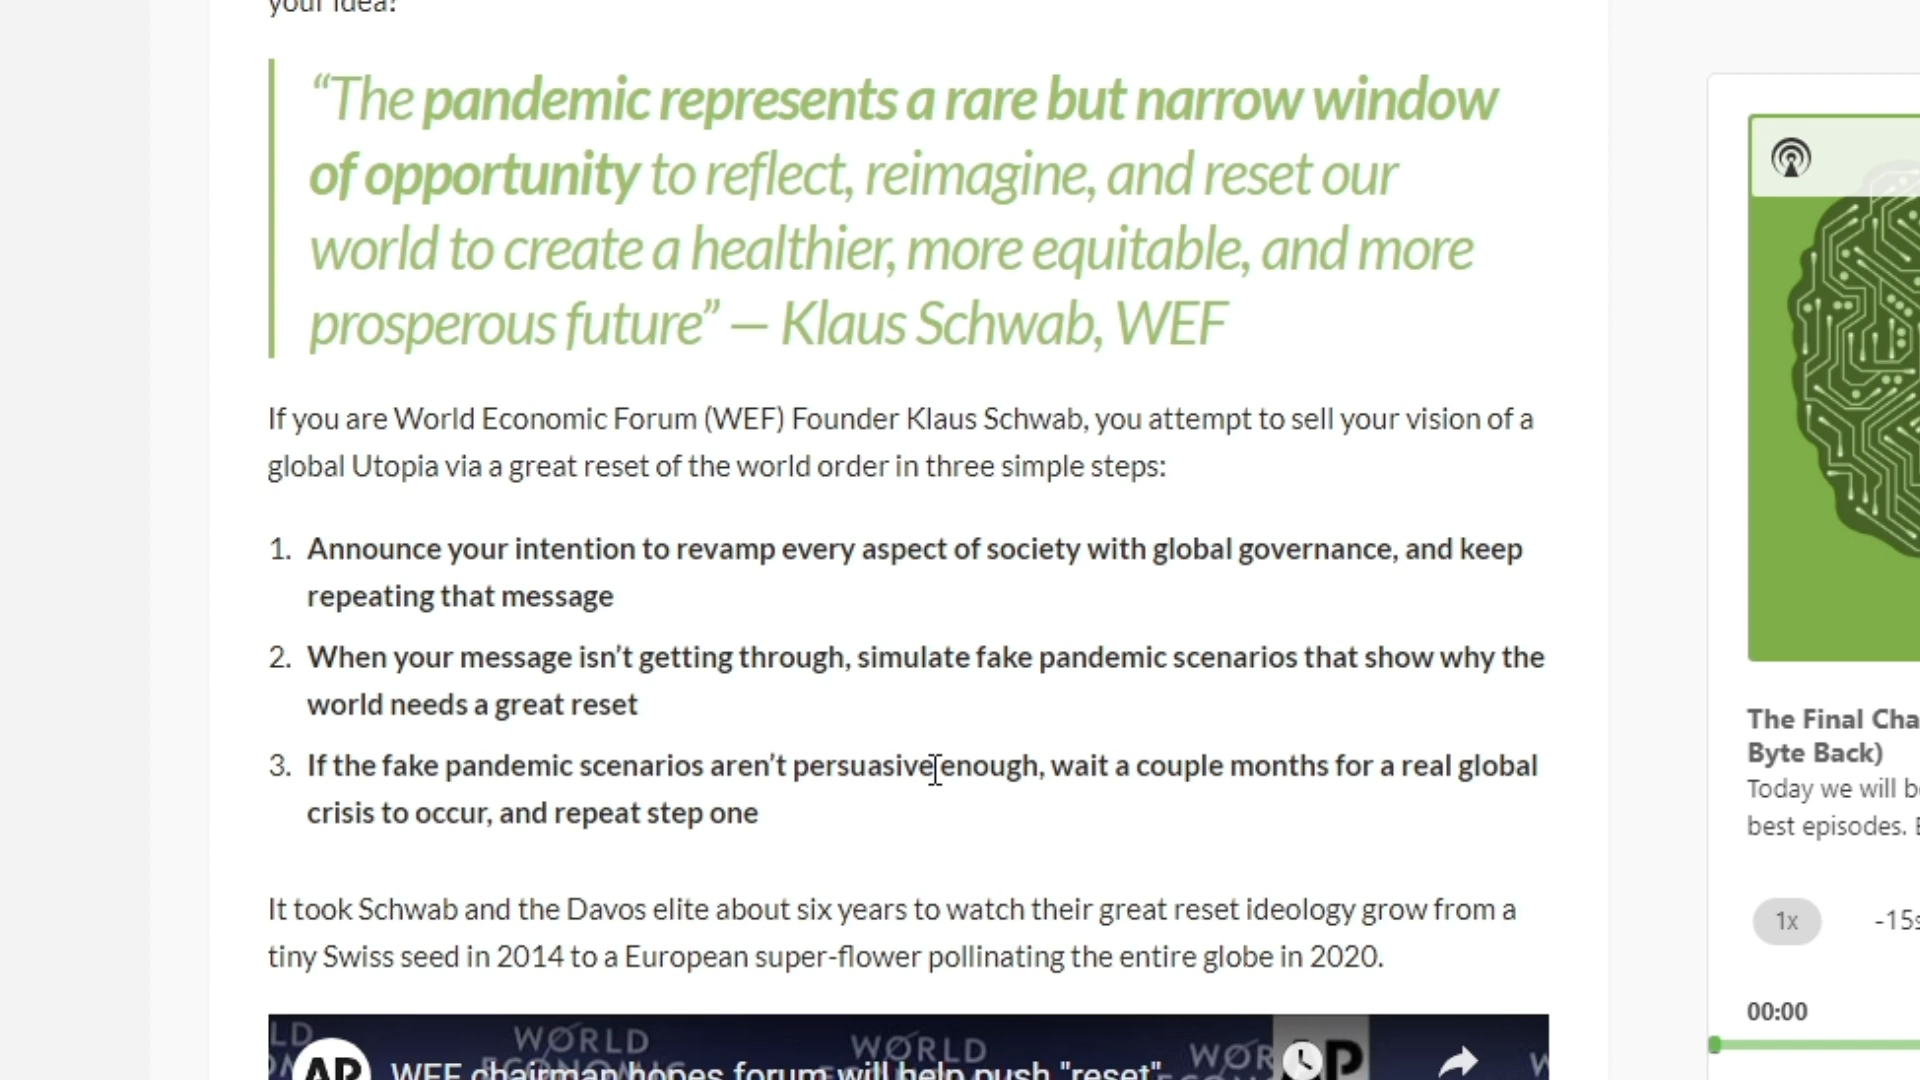 your idea?
“The pandemic represents a rare but narrow window
of opportunity to reflect, reimagine, and reset our
world to create a healthier, more equitable, and more
prosperous future” — Klaus Schwab, WEF
If you are World Economic Forum (WEF) Founder Klaus Schwab, you attempt to sell your vision of a
global Utopia via a great reset of the world order in three simple steps:
1. Announce your intention to revamp every aspect of society with global governance, and keep
repeating that message
2. When your message isn’t getting through, simulate fake pandemic scenarios that show why the
world needs a great reset
3. If the fake pandemic scenarios aren’t persuasive enough, wait a couple months for a real global
crisis to occur, and repeat step one
It took Schwab and the Davos elite about six years to watch their great reset ideology grow from a
tiny Swiss seed in 2014 to a European super-flower pollinating the entire globe in 2020.
WORLD WORLD
AP WEF chairman hopes forum will help push "reset"
The Final Cha
Byte Back)
Today we will b
best episodes.
1x -15s
00:00